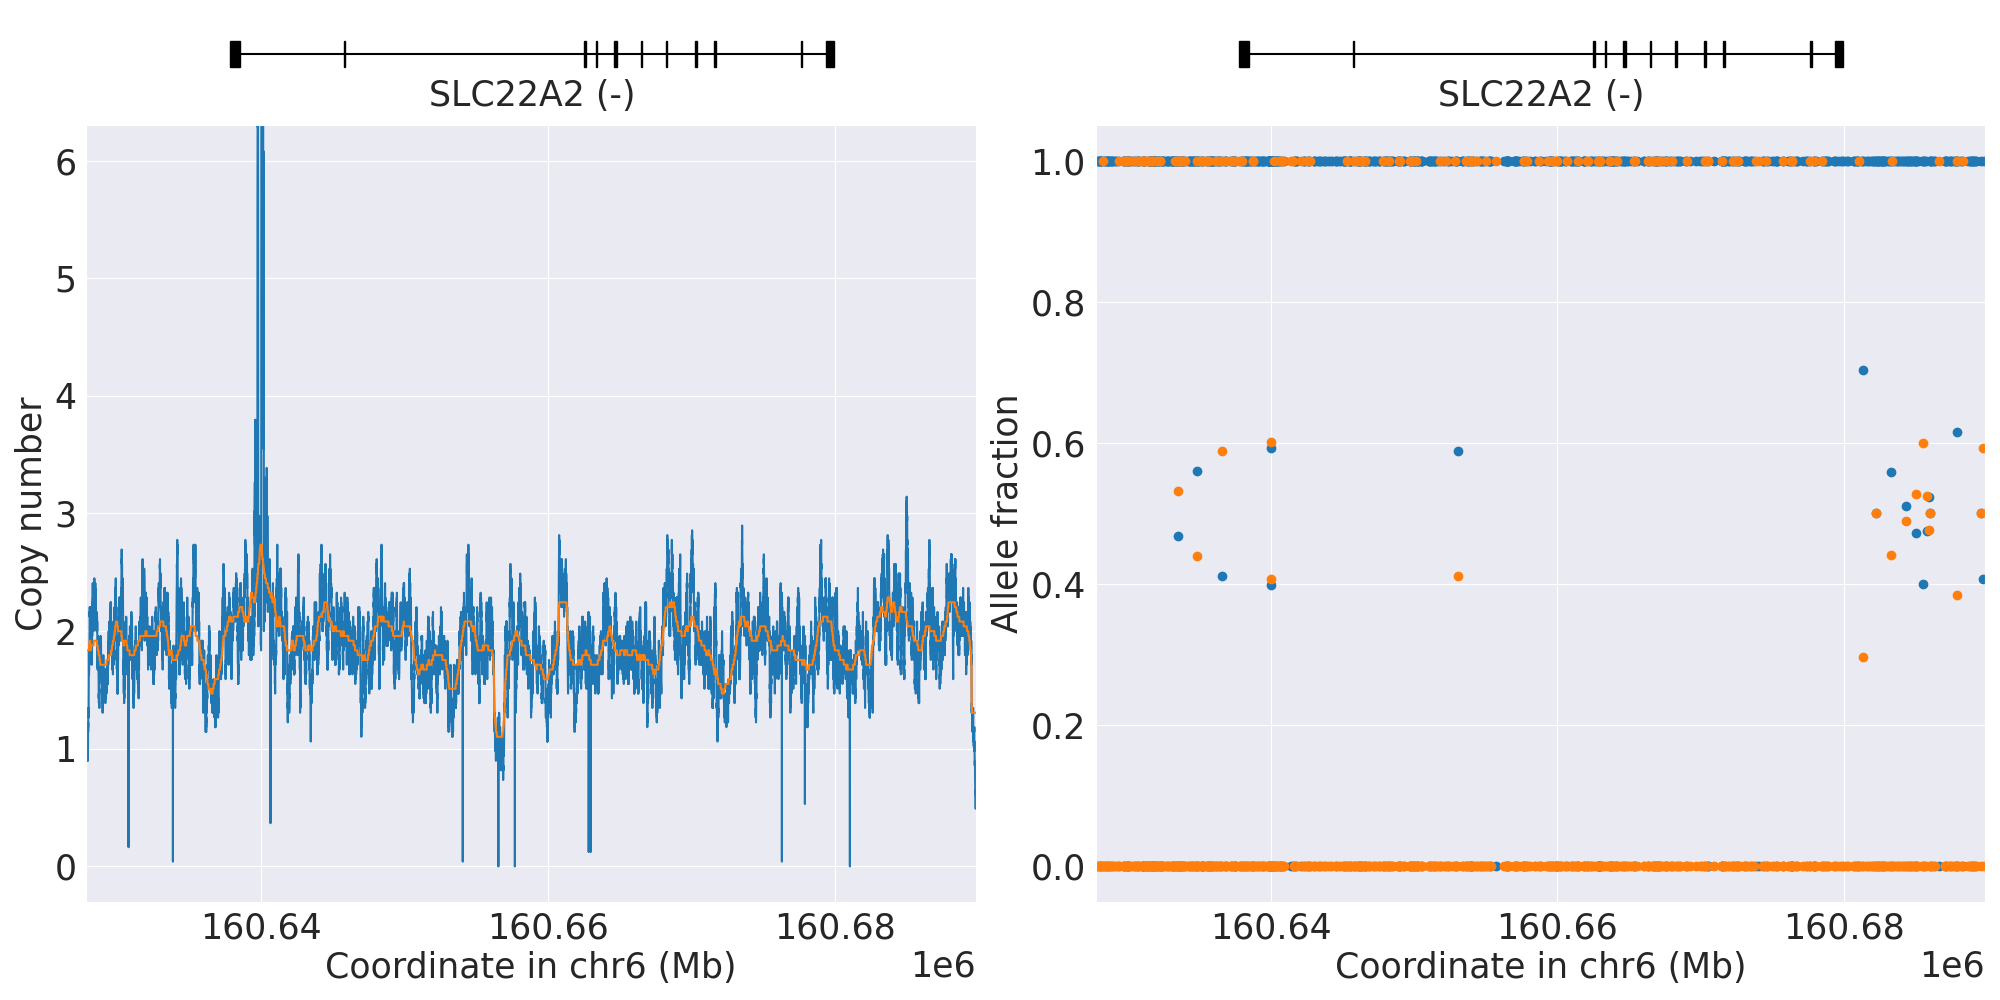 SLC22A2 (-)
6
5
4
3
2
1
0
Copy number
160.64 160.66 160.68
Coordinate in chr6 (Mb) 1e6
SLC22A2 (-)
1.0
0.8
0.6
0.4
0.2
0.0
Allele fraction
160.64 160.66 160.68
Coordinate in chr6 (Mb) 1e6